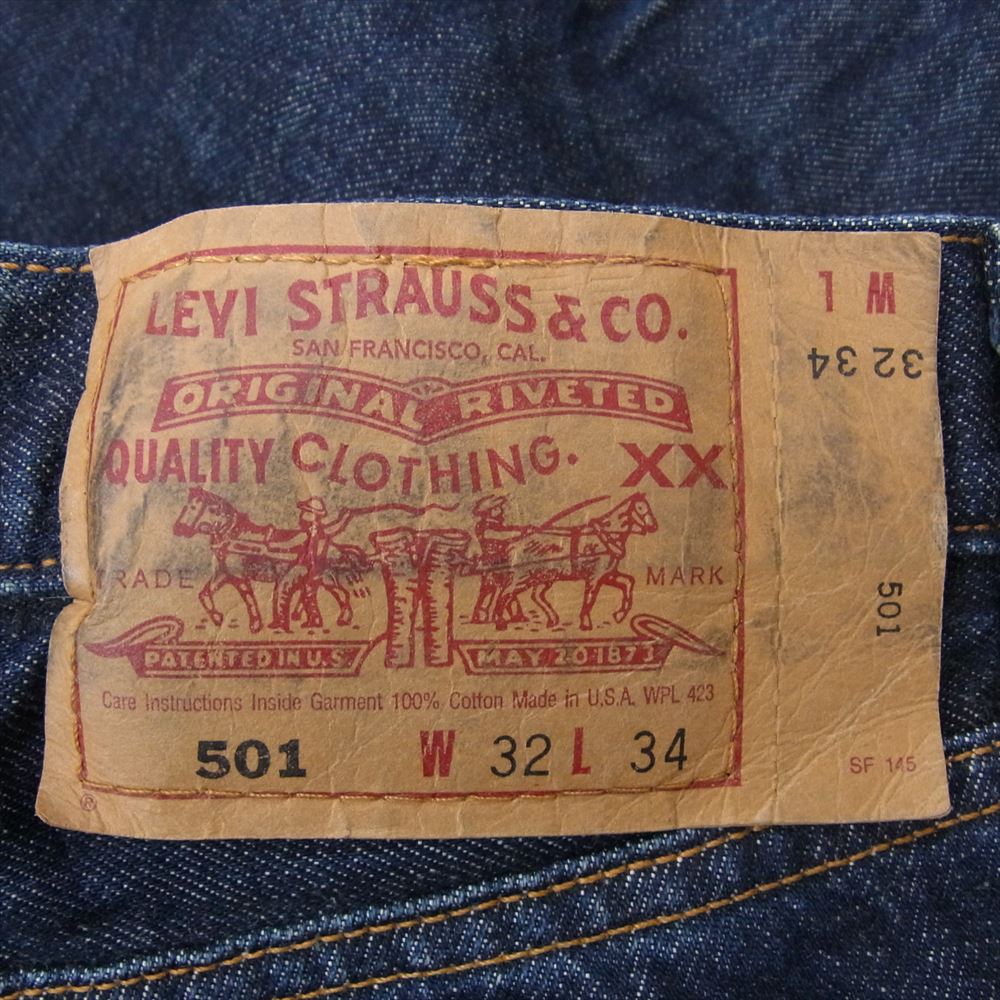 LEVI STRAUSS & CO.
SAN FRANCISCO, CAL.
ORIGINAL RIVETED
QUALITY CLOTHING. XX
TRADE MARK
PATENTED IN U.S. MAY 20 1873
Care Instructions Inside Garment 100% Cotton Made in U.S.A. WPL 423
501 W 32 L 34
®
W L
32 34
501
SF 145